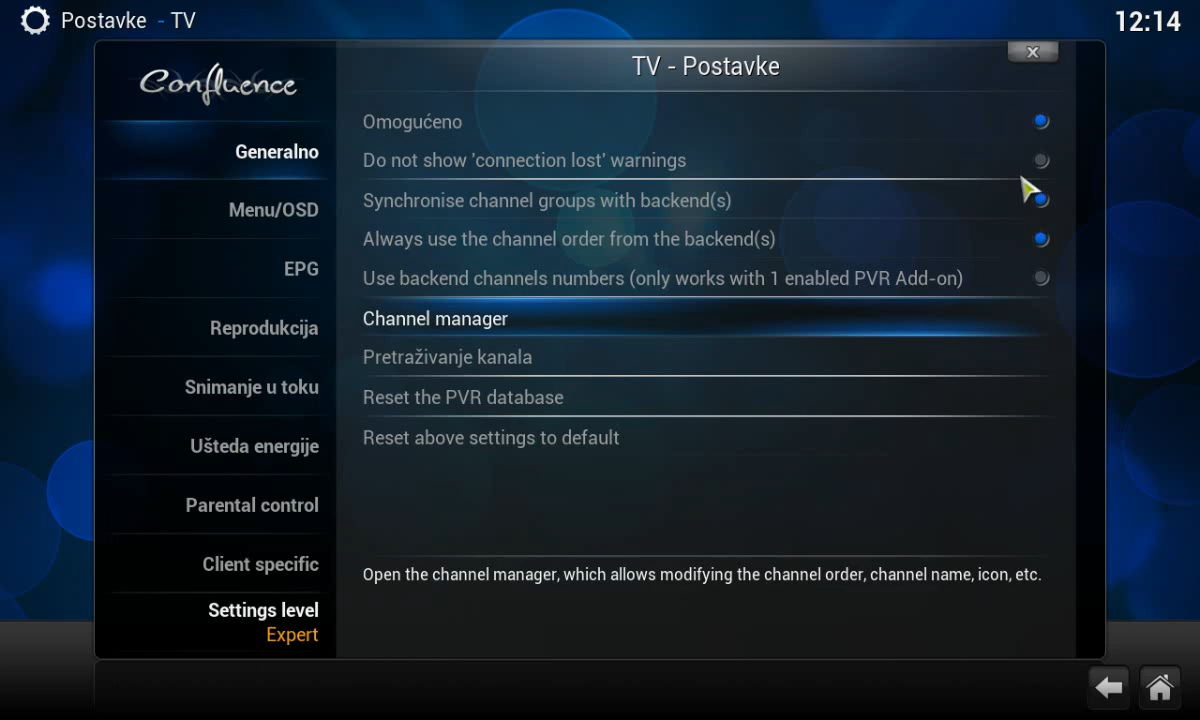 Postavke - TV
12:14
Confluence
TV - Postavke
x
Generalno
Menu/OSD
EPG
Reprodukcija
Snimanje u toku
Ušteda energije
Parental control
Client specific
Settings level
Expert
Omogućeno
Do not show 'connection lost' warnings
Synchronise channel groups with backend(s)
Always use the channel order from the backend(s)
Use backend channels numbers (only works with 1 enabled PVR Add-on)
Channel manager
Pretraživanje kanala
Reset the PVR database
Reset above settings to default
Open the channel manager, which allows modifying the channel order, channel name, icon, etc.